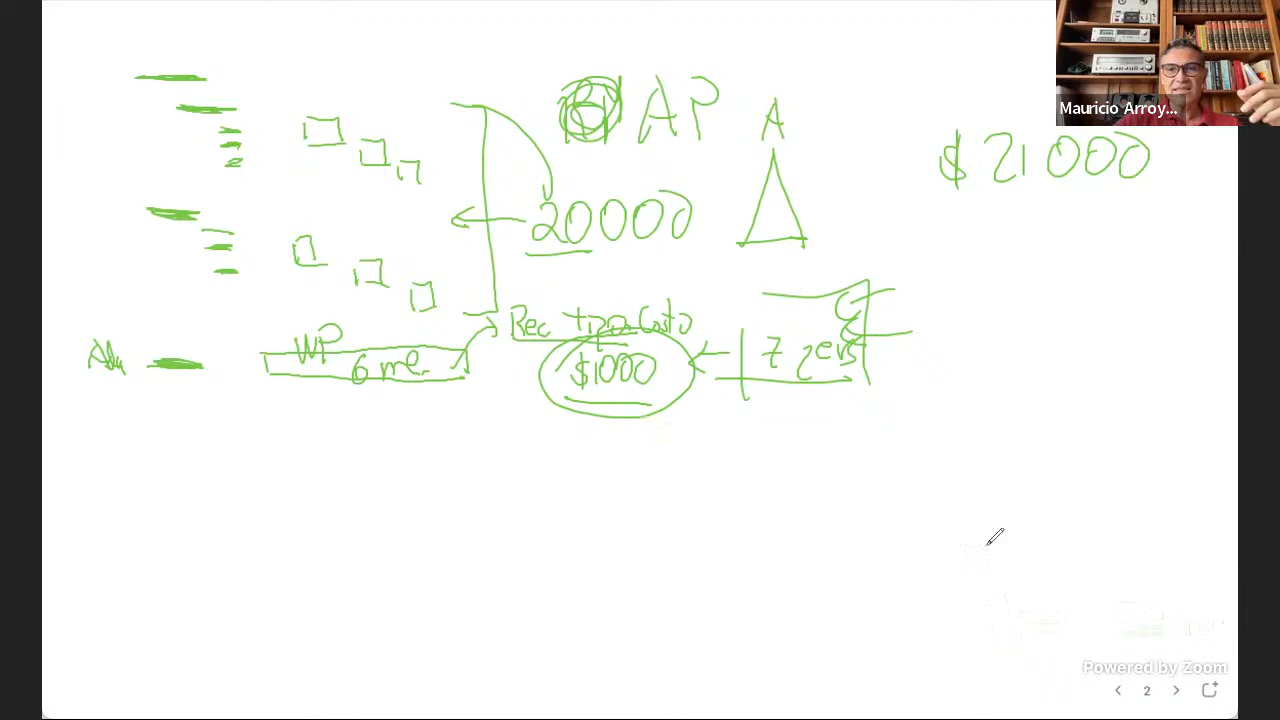 Mauricio Arroy...
AP
A
$21000
20000
Rec tipo Costo
WP
6 me
$1000
Powered by Zoom
2